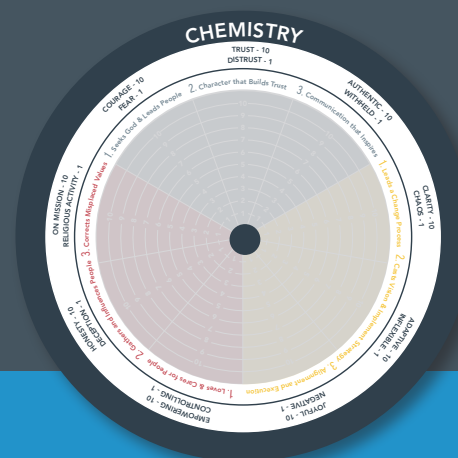 CHEMISTRY
TRUST - 10
DISTRUST - 1
AUTHENTIC - 10
WITHHELD - 1
CLARITY - 10
CHAOS - 1
ADAPTIVE - 10
INFLEXIBLE - 1
JOYFUL - 10
NEGATIVE - 1
EMPOWERING - 10
CONTROLLING - 1
HONESTY - 10
DECEPTION - 1
ON MISSION - 10
RELIGIOUS ACTIVITY - 1
COURAGE - 10
FEAR - 1
1. Seeks God & Leads People
2. Character that Builds Trust
3. Communication that Inspires
1. Leads a Change Process
2. Casts Vision & Implement Strategy
3. Alignment and Execution
1. Loves & Cares for People
2. Gathers and Influences People
3. Corrects Misplaced Values